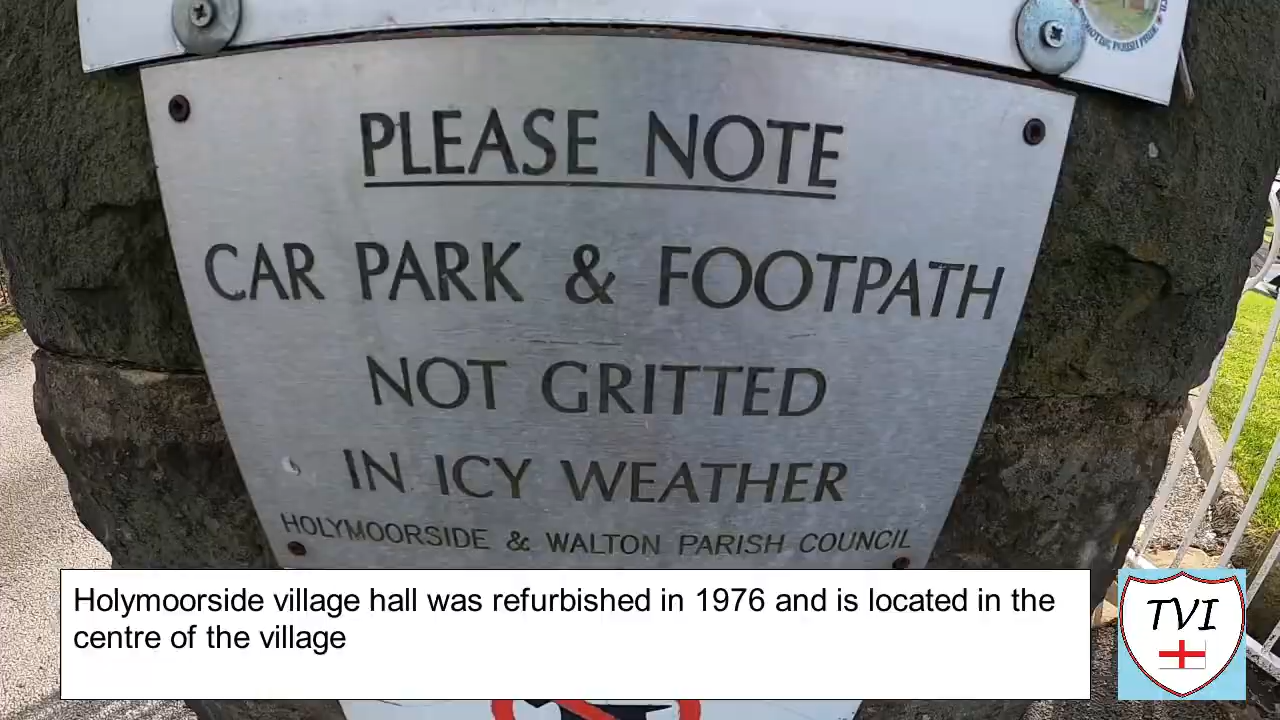 PLEASE NOTE
CAR PARK & FOOTPATH
NOT GRITTED
IN ICY WEATHER
HOLYMOORSIDE & WALTON PARISH COUNCIL
Holymoorside village hall was refurbished in 1976 and is located in the
centre of the village
TVI